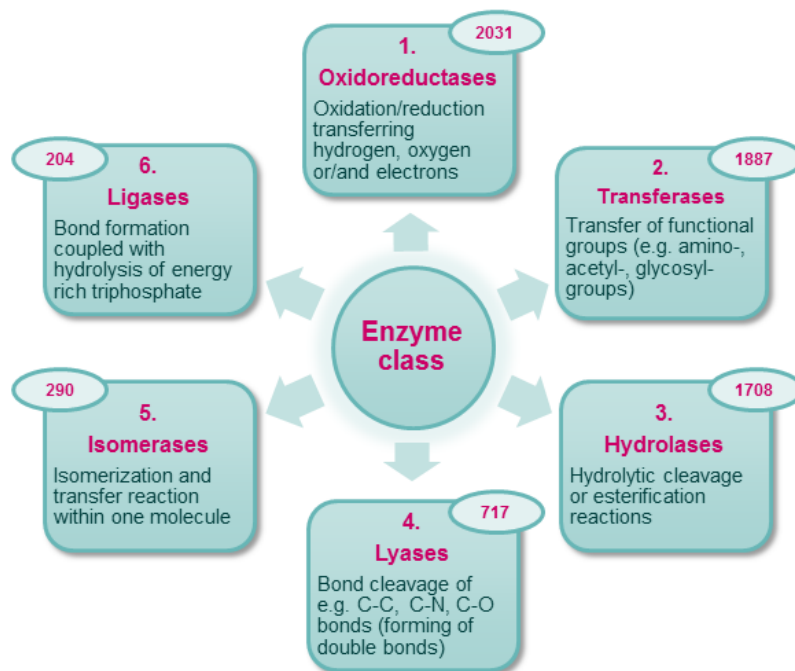 2031
1.
Oxidoreductases
Oxidation/reduction
transferring
hydrogen, oxygen
or/and electrons
1887
2.
Transferases
Transfer of functional
groups (e.g. amino-,
acetyl-, glycosyl-
groups)
1708
3.
Hydrolases
Hydrolytic cleavage
or esterification
reactions
717
4.
Lyases
Bond cleavage of
e.g. C-C, C-N, C-O
bonds (forming of
double bonds)
290
5.
Isomerases
Isomerization and
transfer reaction
within one molecule
204
6.
Ligases
Bond formation
coupled with
hydrolysis of energy
rich triphosphate
Enzyme
class